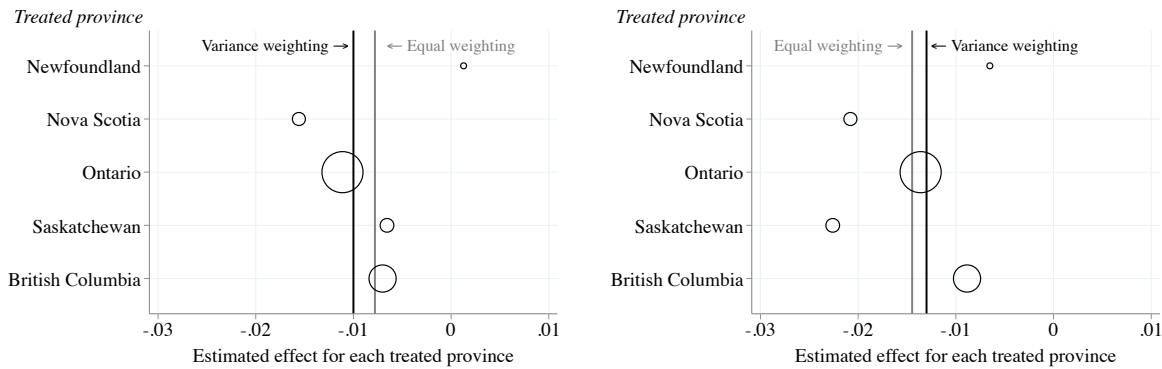 Treated province
Variance weighting → ← Equal weighting
Newfoundland
Nova Scotia
Ontario
Saskatchewan
British Columbia
-.03 -.02 -.01 0 .01
Estimated effect for each treated province
Treated province
Equal weighting → ← Variance weighting
Newfoundland
Nova Scotia
Ontario
Saskatchewan
British Columbia
-.03 -.02 -.01 0 .01
Estimated effect for each treated province